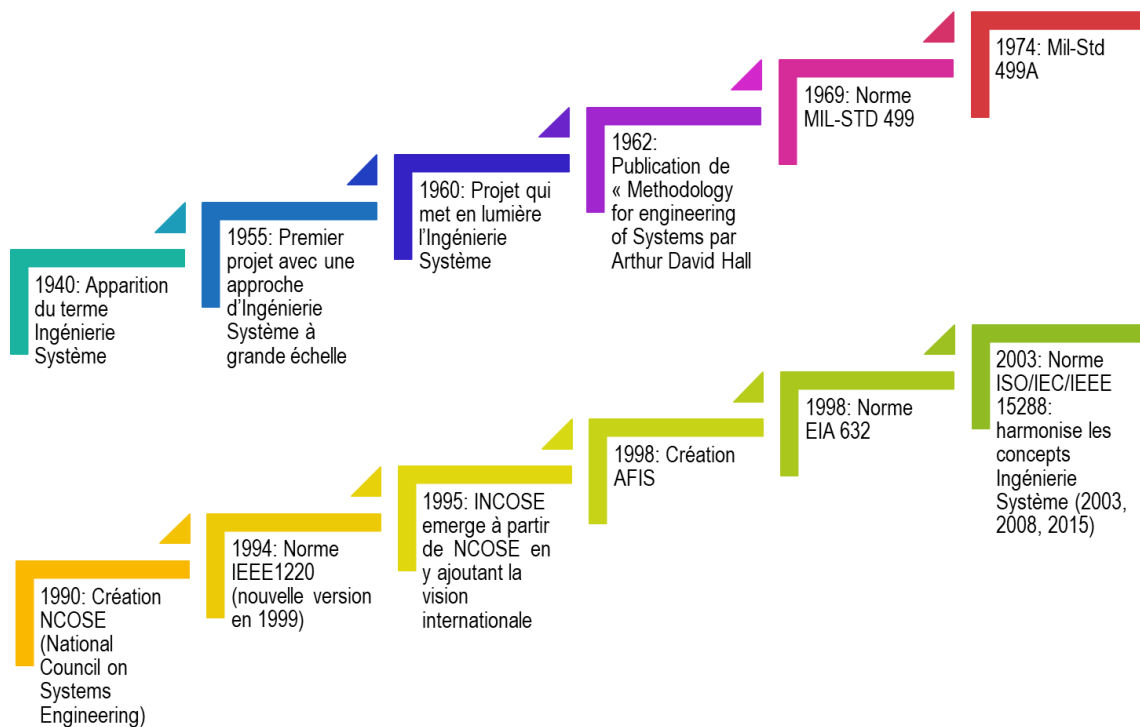 1940: Apparition
du terme
Ingénierie
Système
1955: Premier
projet avec une
approche
d'Ingénierie
Système à
grande échelle
1960: Projet qui
met en lumière
l'Ingénierie
Système
1962:
Publication de
« Methodology
for engineering
of Systems par
Arthur David Hall
1969: Norme
MIL-STD 499
1974: Mil-Std
499A
1990: Création
NCOSE
(National
Council on
Systems
Engineering)
1994: Norme
IEEE1220
(nouvelle version
en 1999)
1995: INCOSE
emerge à partir
de NCOSE en
y ajoutant la
vision
internationale
1998: Création
AFIS
1998: Norme
EIA 632
2003: Norme
ISO/IEC/IEEE
15288:
harmonise les
concepts
Ingénierie
Système (2003,
2008, 2015)